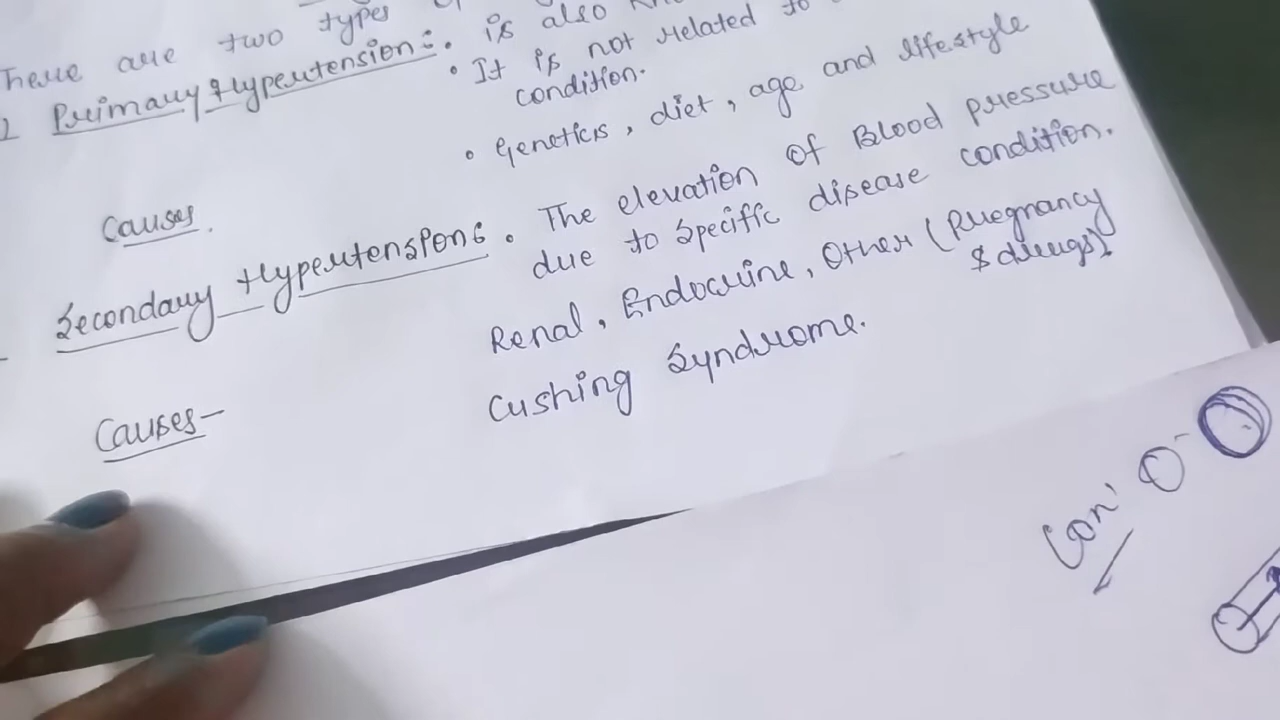 There are two types
1 Primary Hypertension:. is also
• It is not related to
condition.
Causes.
• Genetics, diet, age and lifestyle
Secondary Hypertension:. The elevation of Blood pressure
due to specific disease condition.
Causes-
Renal, Endocrine, Other (Pregnancy
& drugs)
Cushing Syndrome.
Con'